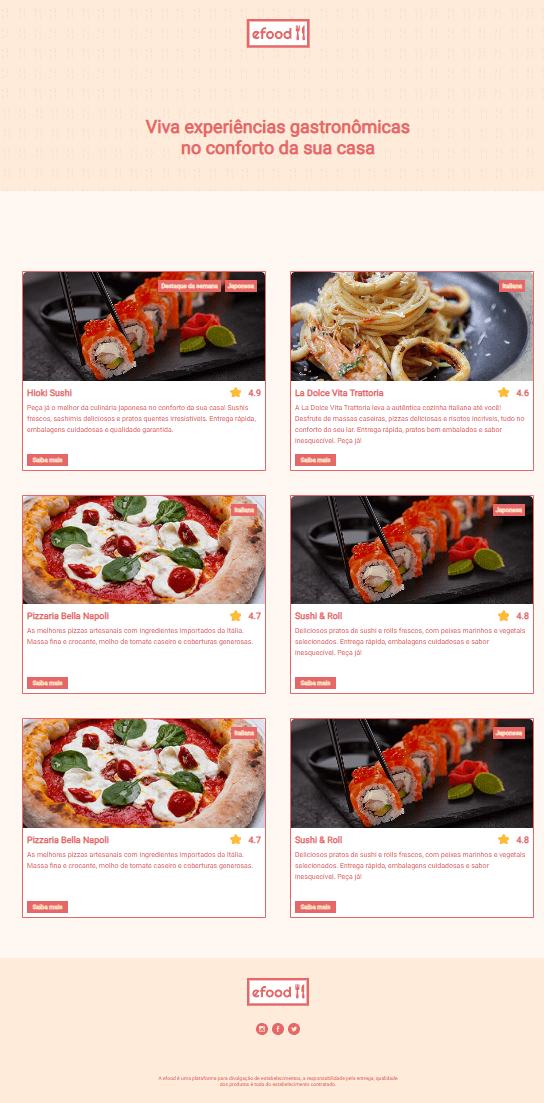 efood
Viva experiências gastronômicas
no conforto da sua casa
Destaque da semana
Japonesa
Hioki Sushi
4.9
Peça já o melhor da culinária japonesa no conforto da sua casa! Sushis
frescos, sashimis deliciosos e pratos quentes irresistíveis. Entrega rápida,
embalagens cuidadosas e qualidade garantida.
Saiba mais
Italiana
La Dolce Vita Trattoria
4.6
A La Dolce Vita Trattoria leva a autêntica cozinha italiana até você!
Desfrute de massas caseiras, pizzas deliciosas e risotos incríveis, tudo no
conforto do seu lar. Entrega rápida, pratos bem embalados e sabor
inesquecível. Peça já!
Saiba mais
Italiana
Pizzaria Bella Napoli
4.7
As melhores pizzas artesanais com ingredientes importados da Itália.
Massa fina e crocante, molho de tomate caseiro e coberturas generosas.
Saiba mais
Japonesa
Sushi & Roll
4.8
Deliciosos pratos de sushi e rolls frescos, com peixes marinhos e vegetais
selecionados. Entrega rápida, embalagens cuidadosas e sabor
inesquecível. Peça já!
Saiba mais
Italiana
Pizzaria Bella Napoli
4.7
As melhores pizzas artesanais com ingredientes importados da Itália.
Massa fina e crocante, molho de tomate caseiro e coberturas generosas.
Saiba mais
Japonesa
Sushi & Roll
4.8
Deliciosos pratos de sushi e rolls frescos, com peixes marinhos e vegetais
selecionados. Entrega rápida, embalagens cuidadosas e sabor
inesquecível. Peça já!
Saiba mais
efood
A efood é uma plataforma para divulgação de estabelecimentos, a responsabilidade pela entrega, qualidade
dos produtos é toda do estabelecimento contratado.